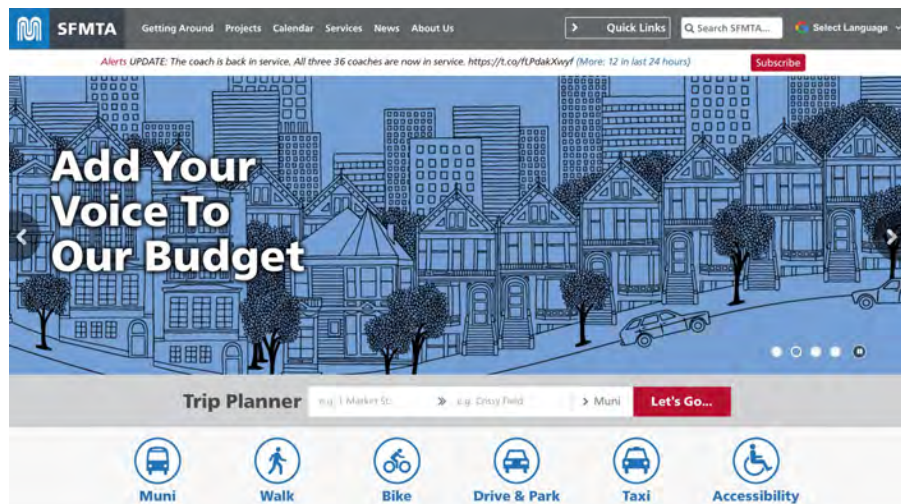 SFMTA
Getting Around Projects Calendar Services News About Us
Quick Links
Search SFMTA...
Select Language
Alerts UPDATE: The coach is back in service. All three 36 coaches are now in service. https://t.co/fLPdakXwyf (More: 12 in last 24 hours)
Subscribe
Add Your
Voice To
Our Budget
Trip Planner
e.g. 1 Market St.
e.g. Crissy Field
Muni
Let's Go...
Muni
Walk
Bike
Drive & Park
Taxi
Accessibility